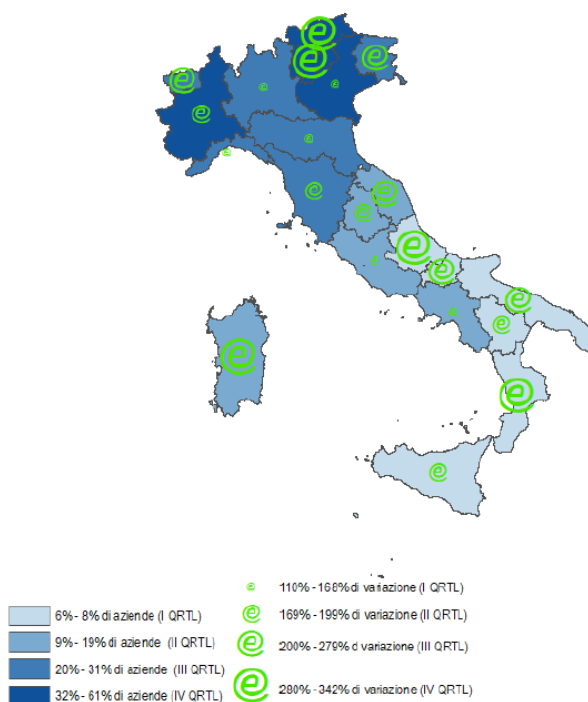 6%- 8% di aziende (I QRTL)
9% - 19% di aziende (II QRTL)
20% - 31% di aziende (III QRTL)
32% - 61% di aziende (IV QRTL)
110% - 168% di variazione (I QRTL)
169% - 199% di variazione (II QRTL)
200% - 279% di variazione (III QRTL)
280% - 342% di variazione (IV QRTL)